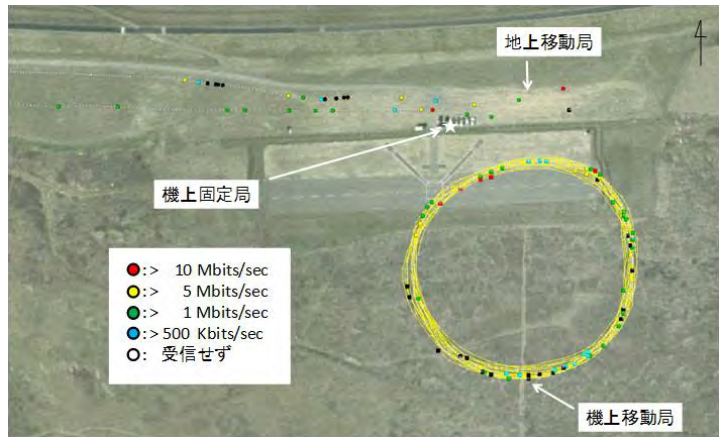 地上移動局
機上固定局
:> 10 Mbits/sec
:> 5 Mbits/sec
:> 1 Mbits/sec
:> 500 Kbits/sec
: 受信せず
機上移動局